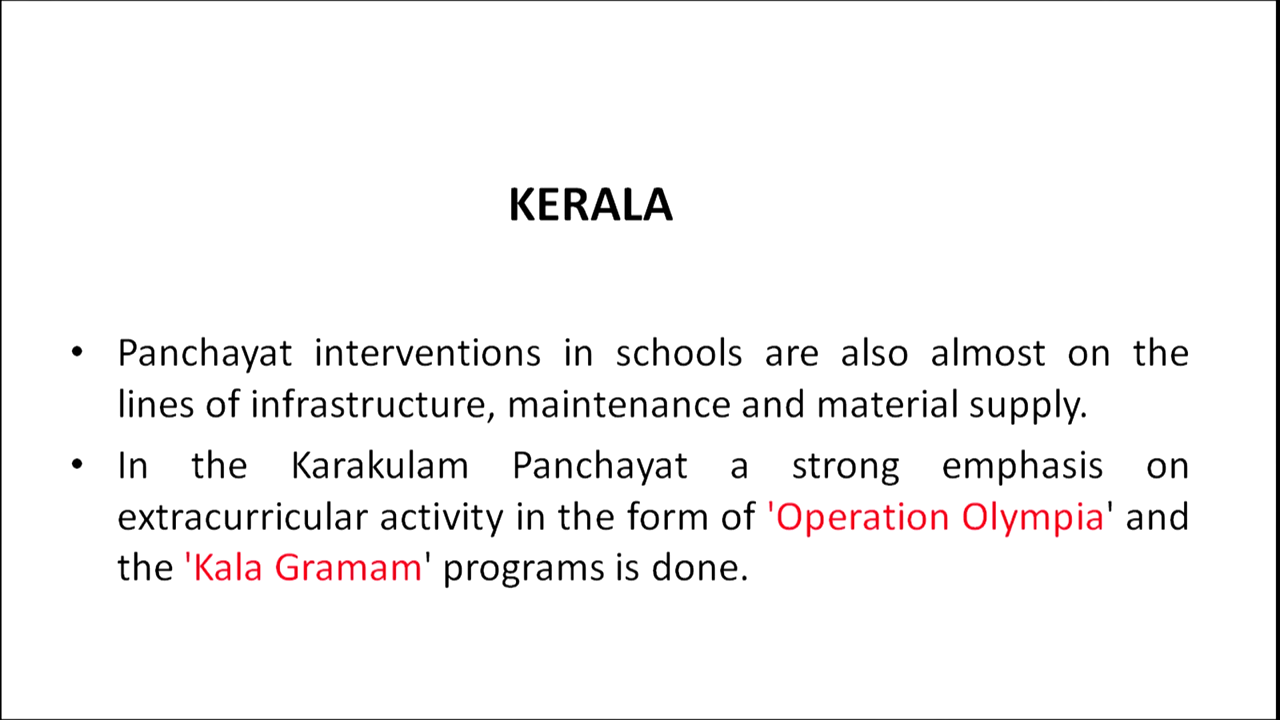 KERALA
• Panchayat interventions in schools are also almost on the
lines of infrastructure, maintenance and material supply.
• In the Karakulam Panchayat a strong emphasis on
extracurricular activity in the form of 'Operation Olympia' and
the 'Kala Gramam' programs is done.